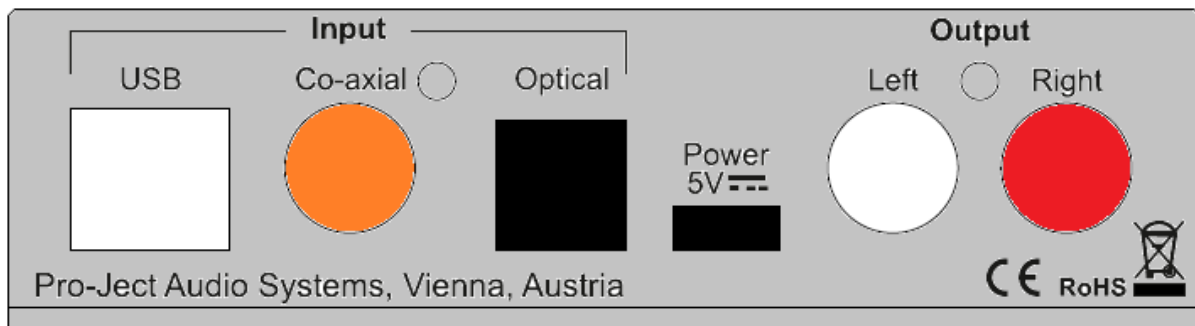 Input
Output
USB
Co-axial
Optical
Left
Right
Power
5V
Pro-Ject Audio Systems, Vienna, Austria
CE
RoHS